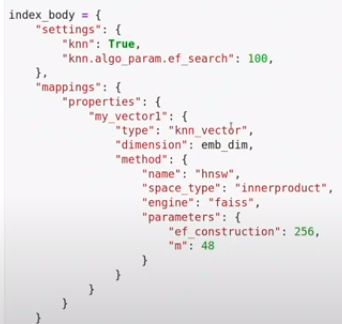 index_body = {
    "settings": {
        "knn": True,
        "knn.algo_param.ef_search": 100,
    },
    "mappings": {
        "properties": {
            "my_vector1": {
                "type": "knn_vector",
                "dimension": emb_dim,
                "method": {
                    "name": "hnsw",
                    "space_type": "innerproduct",
                    "engine": "faiss",
                    "parameters": {
                        "ef_construction": 256,
                        "m": 48
                    }
                }
            }
        }
    }